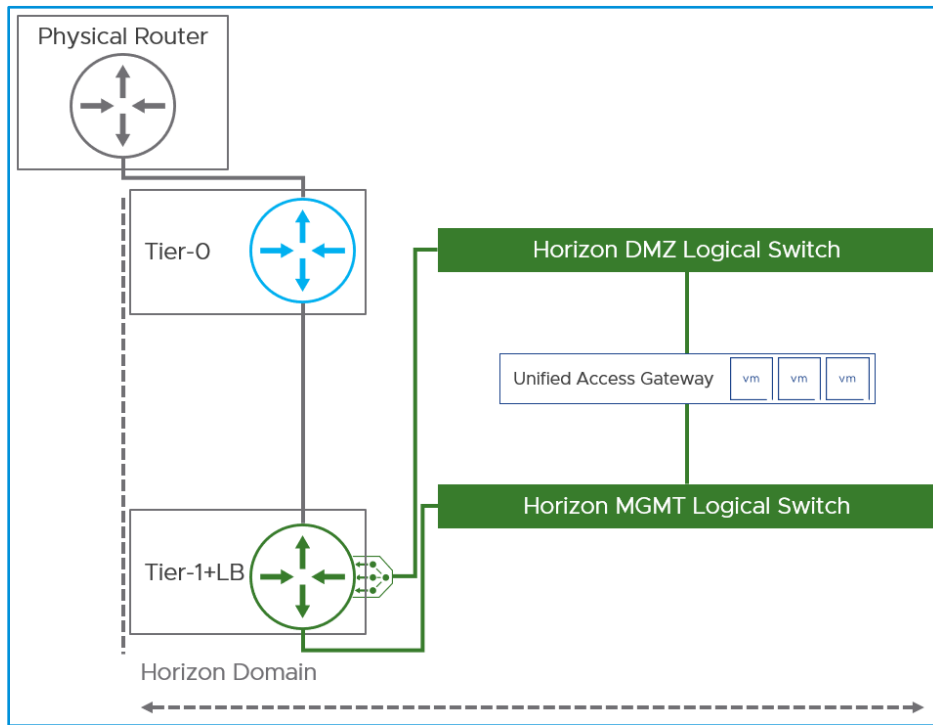 Physical Router
Tier-0
Horizon DMZ Logical Switch
Unified Access Gateway
vm
vm
vm
Horizon MGMT Logical Switch
Tier-1+LB
Horizon Domain